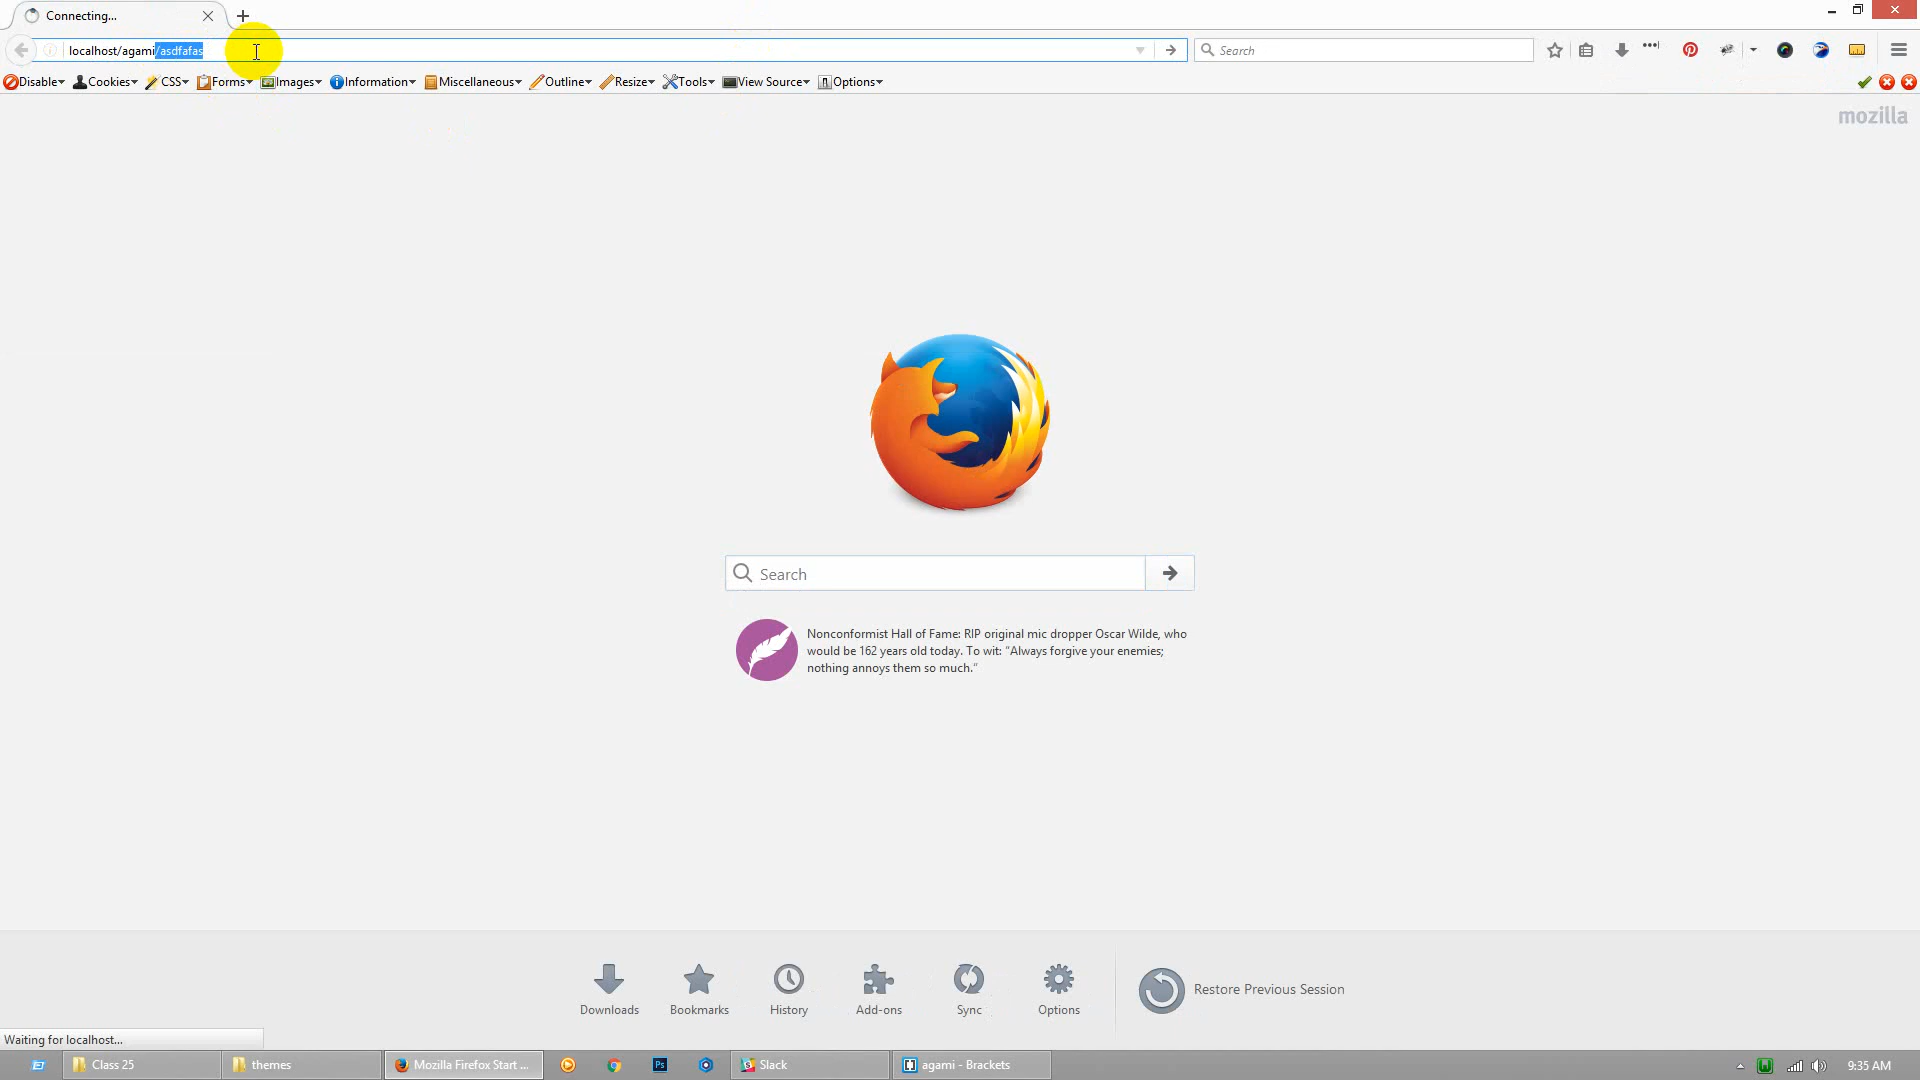 Connecting...
localhost/agami/asdfafas
Search
Disable Cookies CSS Forms Images Information Miscellaneous Outline Resize Tools View Source Options
mozilla
Search
Nonconformist Hall of Fame: RIP original mic dropper Oscar Wilde, who
would be 162 years old today. To wit: “Always forgive your enemies;
nothing annoys them so much.”
Downloads Bookmarks History Add-ons Sync Options Restore Previous Session
Waiting for localhost...
Class 25 themes Mozilla Firefox Start ... Ps Slack agami - Brackets 9:35 AM